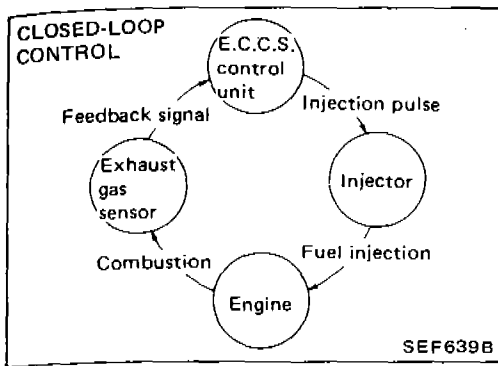 CLOSED-LOOP
CONTROL
E.C.C.S.
control
unit
Injection pulse
Injector
Fuel injection
Engine
Combustion
Exhaust
gas
sensor
Feedback signal
SEF639B